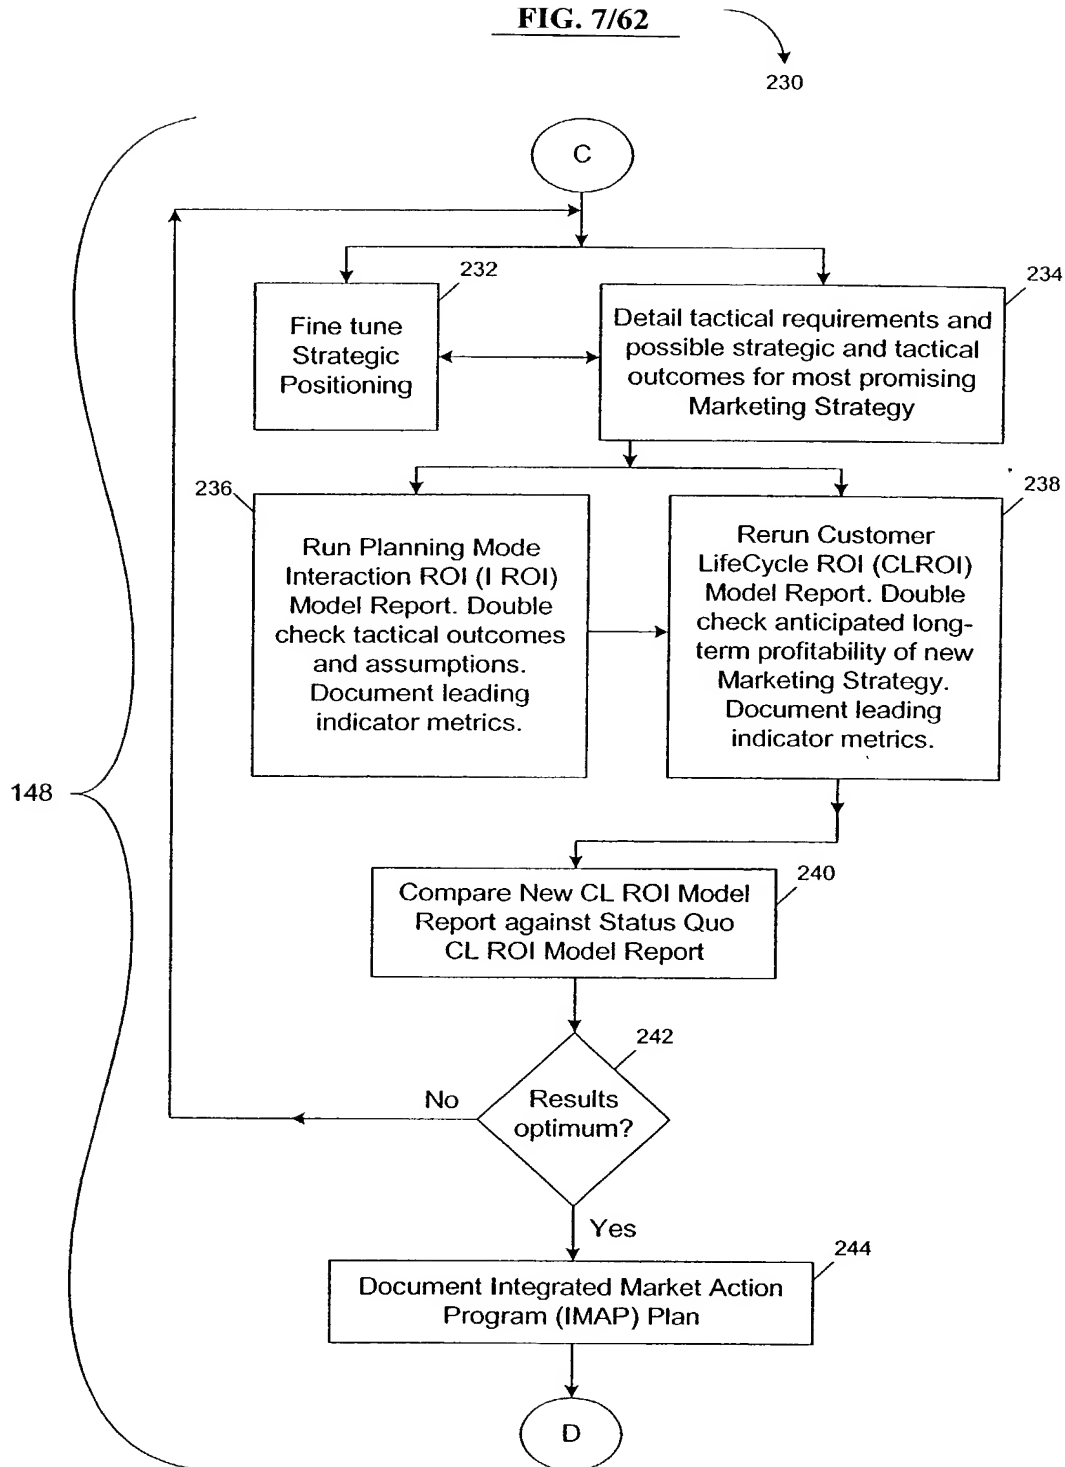 FIG. 7/62
230
C
232
234
Fine tune
Strategic
Positioning
Detail tactical requirements and
possible strategic and tactical
outcomes for most promising
Marketing Strategy
236
238
Run Planning Mode
Interaction ROI (I ROI)
Model Report. Double
check tactical outcomes
and assumptions.
Document leading
indicator metrics.
Rerun Customer
LifeCycle ROI (CLROI)
Model Report. Double
check anticipated long-
term profitability of new
Marketing Strategy.
Document leading
indicator metrics.
148
240
Compare New CL ROI Model
Report against Status Quo
CL ROI Model Report
242
No
Results
optimum?
Yes
244
Document Integrated Market Action
Program (IMAP) Plan
D